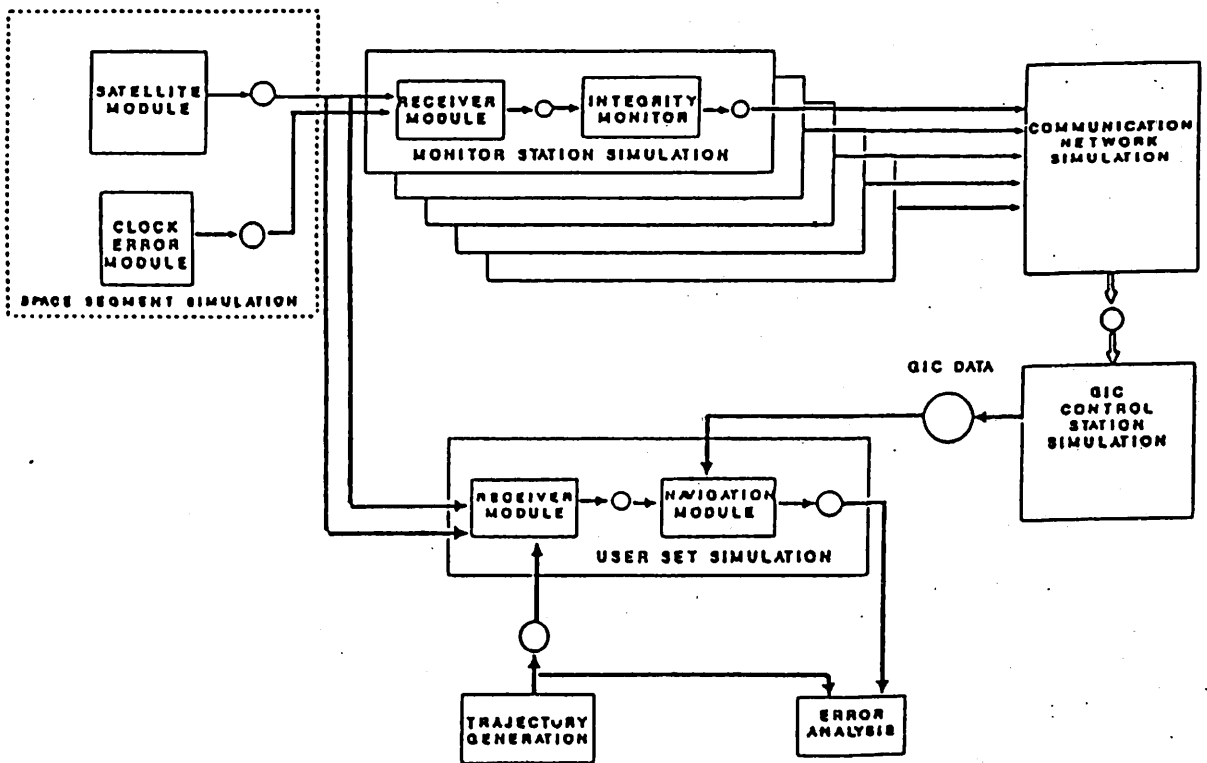 SATELLITE
MODULE
CLOCK
ERROR
MODULE
SPACE SEGMENT SIMULATION
RECEIVER
MODULE
INTEGRITY
MONITOR
MONITOR STATION SIMULATION
COMMUNICATION
NETWORK
SIMULATION
GIC DATA
GIC
CONTROL
STATION
SIMULATION
RECEIVER
MODULE
NAVIGATION
MODULE
USER SET SIMULATION
TRAJECTORY
GENERATION
ERROR
ANALYSIS